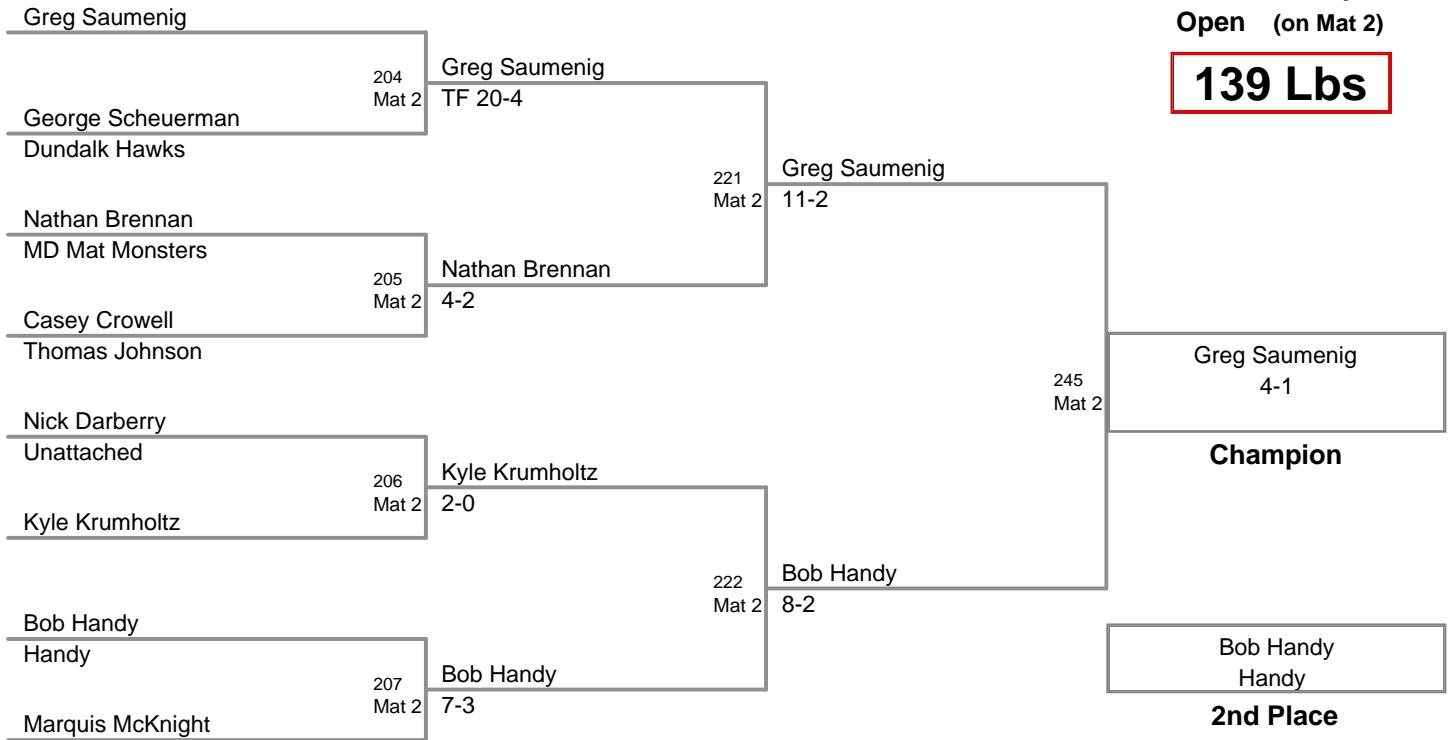 Open (on Mat 2)
139 Lbs
Greg Saumenig
204
Mat 2
Greg Saumenig
TF 20-4
George Scheuerman
Dundalk Hawks
221
Mat 2
Greg Saumenig
11-2
Nathan Brennan
MD Mat Monsters
205
Mat 2
Nathan Brennan
4-2
Casey Crowell
Thomas Johnson
245
Mat 2
Greg Saumenig
4-1
Champion
Nick Darberry
Unattached
206
Mat 2
Kyle Krumholtz
2-0
Kyle Krumholtz
222
Mat 2
Bob Handy
8-2
Bob Handy
Handy
207
Mat 2
Bob Handy
7-3
Marquis McKnight
Bob Handy
Handy
2nd Place